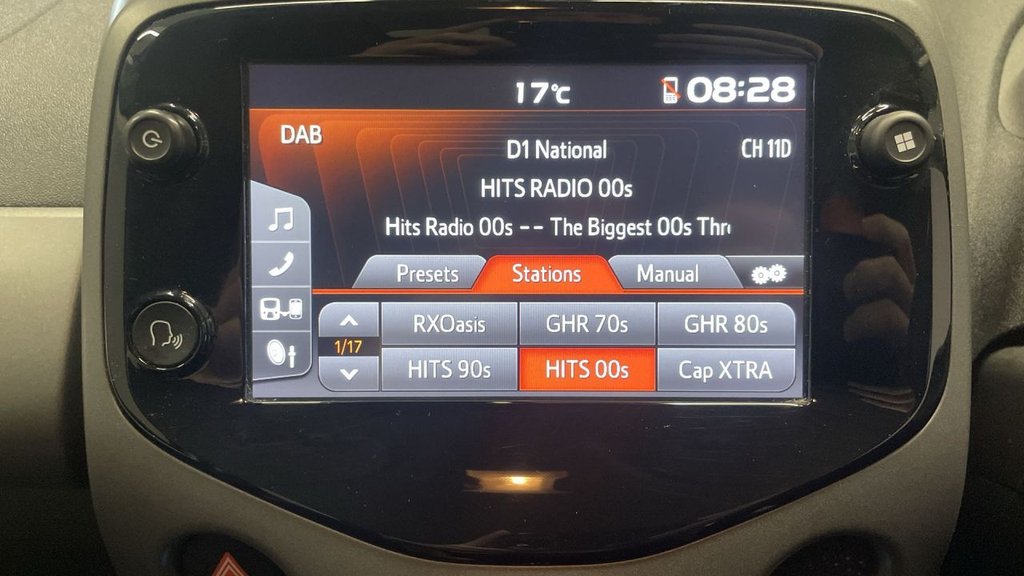 17°C 08:28
DAB
D1 National CH 11D
HITS RADIO 00s
Hits Radio 00s -- The Biggest 00s Thr
Presets Stations Manual
RXOasis GHR 70s GHR 80s
1/17
HITS 90s HITS 00s Cap XTRA